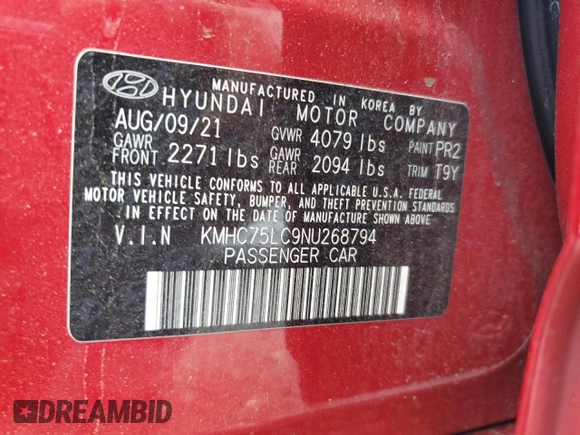 MANUFACTURED IN KOREA BY
HYUNDAI MOTOR COMPANY
AUG/09/21 GVWR 4079 lbs PAINT PR2
GAWR FRONT 2271 lbs GAWR REAR 2094 lbs TRIM T9Y
THIS VEHICLE CONFORMS TO ALL APPLICABLE U.S.A. FEDERAL
MOTOR VEHICLE SAFETY, BUMPER, AND THEFT PREVENTION STANDARDS
IN EFFECT ON THE DATE OF MANUFACTURE SHOWN ABOVE
V.I.N KMHC75LC9NU268794
PASSENGER CAR
DREAMBID